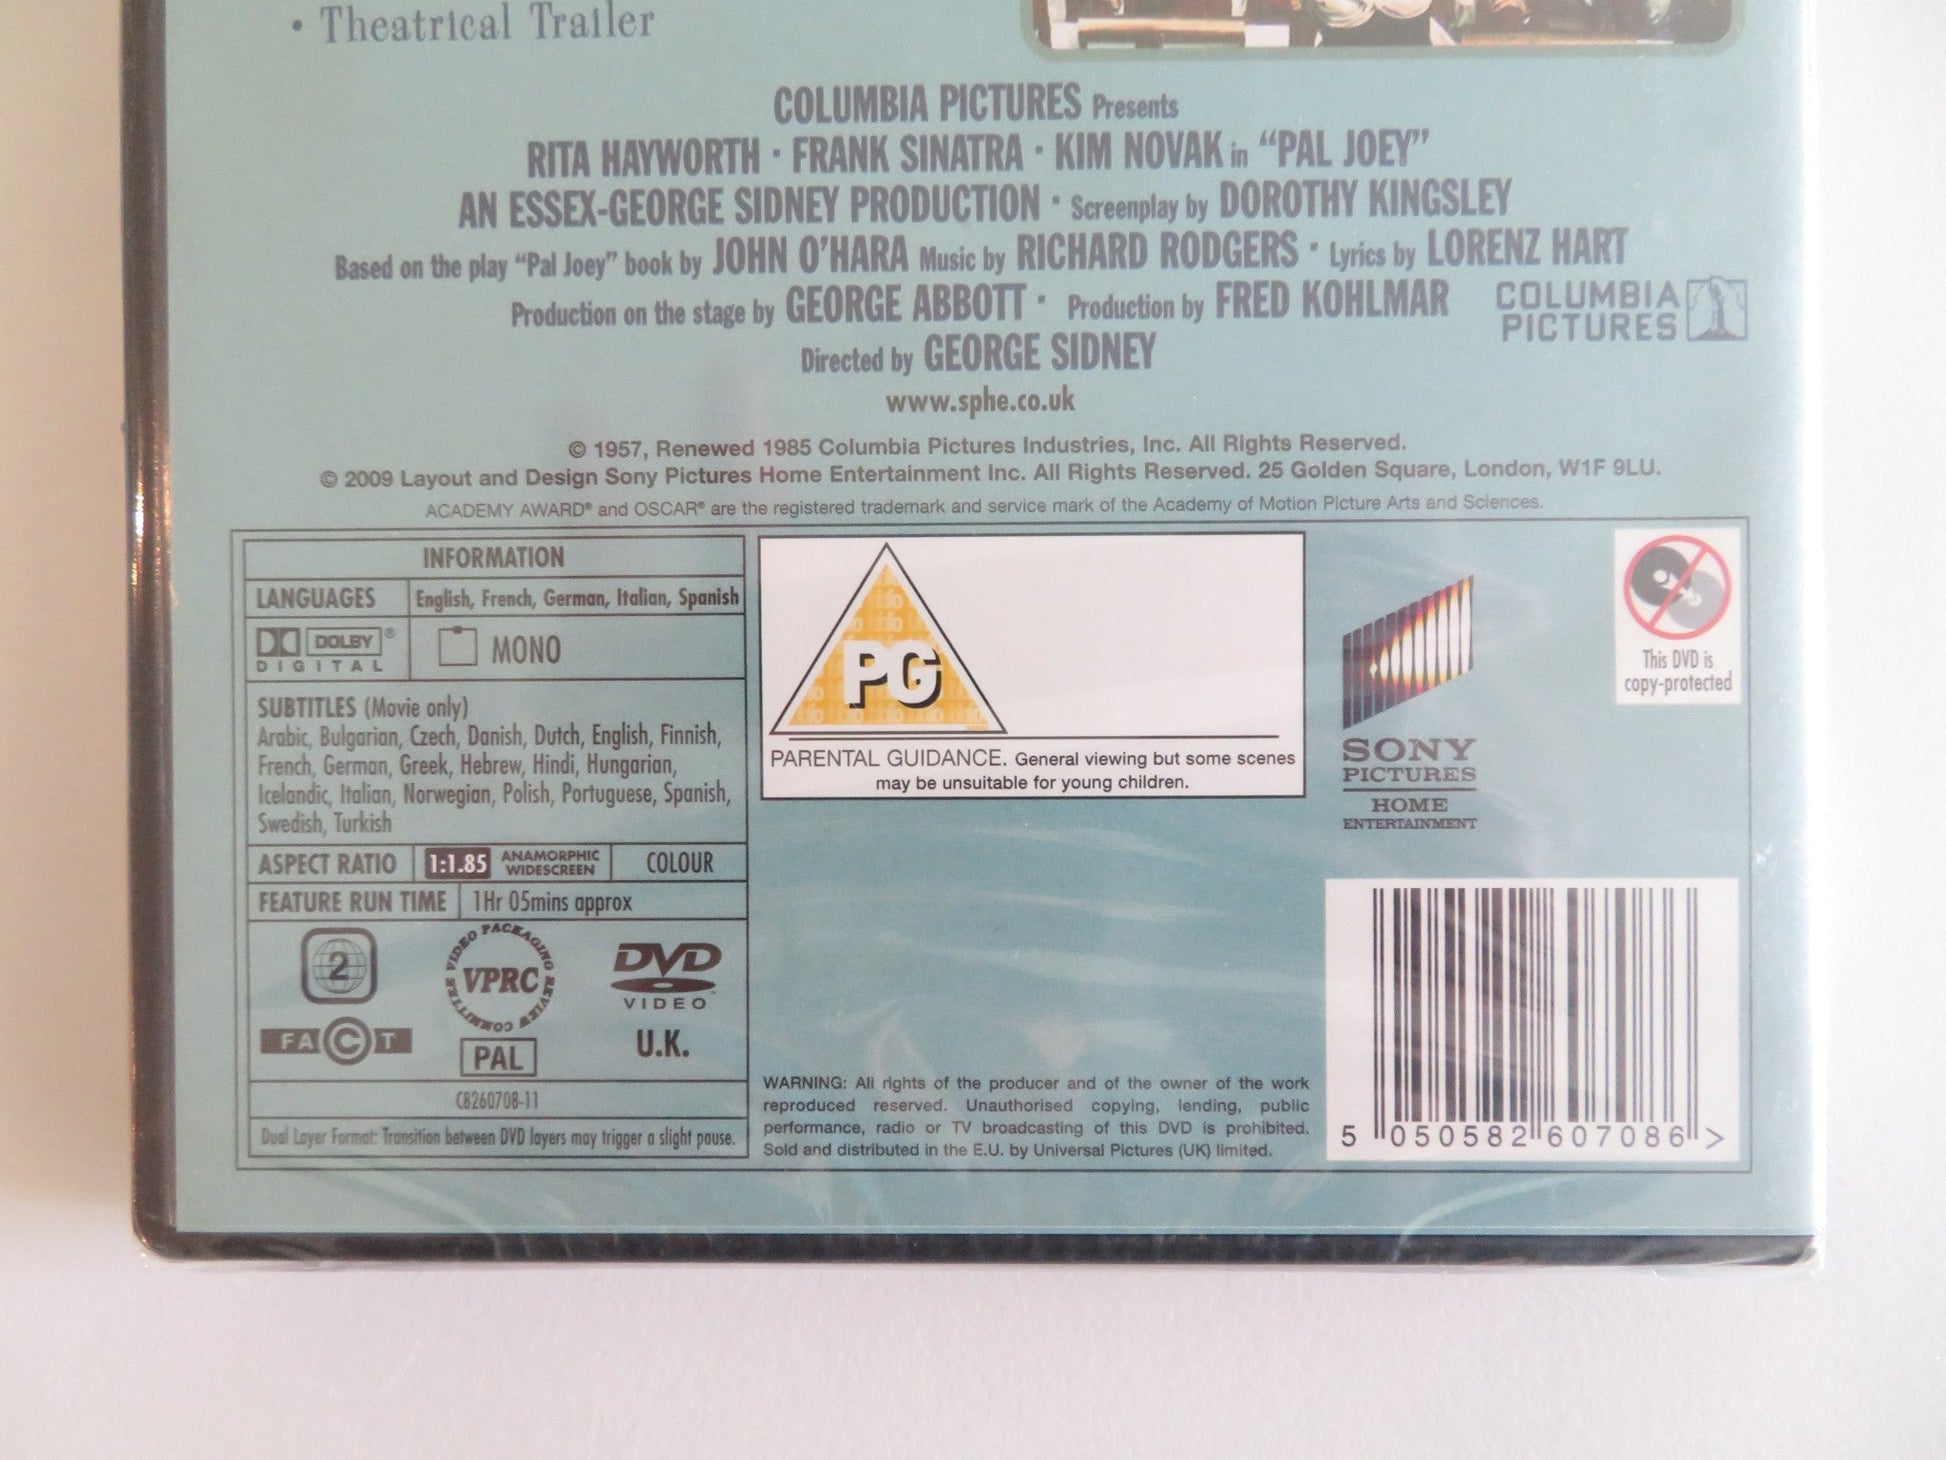 • Theatrical Trailer
COLUMBIA PICTURES Presents
RITA HAYWORTH · FRANK SINATRA · KIM NOVAK in "PAL JOEY"
AN ESSEX-GEORGE SIDNEY PRODUCTION · Screenplay by DOROTHY KINGSLEY
Based on the play "Pal Joey" book by JOHN O'HARA Music by RICHARD RODGERS · Lyrics by LORENZ HART
Production on the stage by GEORGE ABBOTT · Production by FRED KOHLMAR
COLUMBIA
PICTURES
Directed by GEORGE SIDNEY
www.sphe.co.uk
© 1957, Renewed 1985 Columbia Pictures Industries, Inc. All Rights Reserved.
© 2009 Layout and Design Sony Pictures Home Entertainment Inc. All Rights Reserved. 25 Golden Square, London, W1F 9LU.
ACADEMY AWARD® and OSCAR® are the registered trademark and service mark of the Academy of Motion Picture Arts and Sciences.
INFORMATION
LANGUAGES English, French, German, Italian, Spanish
DOLBY®
DIGITAL
MONO
SUBTITLES (Movie only)
Arabic, Bulgarian, Czech, Danish, Dutch, English, Finnish,
French, German, Greek, Hebrew, Hindi, Hungarian,
Icelandic, Italian, Norwegian, Polish, Portuguese, Spanish,
Swedish, Turkish
ASPECT RATIO 1:1.85 ANAMORPHIC WIDESCREEN COLOUR
FEATURE RUN TIME 1Hr 05mins approx
2
VIDEO PACKAGING REVIEW COMMITTEE
VPRC
DVD
VIDEO
FACT
PAL
U.K.
CB260708-11
Dual Layer Format: Transition between DVD layers may trigger a slight pause.
PG
PARENTAL GUIDANCE. General viewing but some scenes
may be unsuitable for young children.
SONY
PICTURES
HOME
ENTERTAINMENT
This DVD is
copy-protected
WARNING: All rights of the producer and of the owner of the work
reproduced reserved. Unauthorised copying, lending, public
performance, radio or TV broadcasting of this DVD is prohibited.
Sold and distributed in the E.U. by Universal Pictures (UK) limited.
5 050582 607086 >